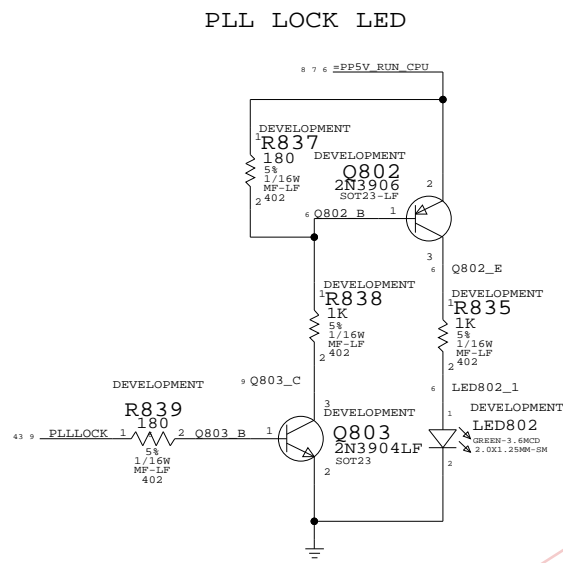 PLL LOCK LED
8 7 6 =PP5V_RUN_CPU
DEVELOPMENT
1 R837
180
5%
1/16W
MF-LF
2 402
DEVELOPMENT
Q802
2N3906
SOT23-LF
2
6 Q802_B 1
3
6 Q802_E
DEVELOPMENT
1 R838
1K
5%
1/16W
MF-LF
2 402
DEVELOPMENT
1 R835
1K
5%
1/16W
MF-LF
2 402
9 Q803_C
6 LED802_1
DEVELOPMENT
R839
180
43 9 PLLLOCK 1 2 Q803_B 1
5%
1/16W
MF-LF
402
3
DEVELOPMENT
Q803
2N3904LF
SOT23
2
1
DEVELOPMENT
LED802
GREEN-3.6MCD
2.0X1.25MM-SM
2